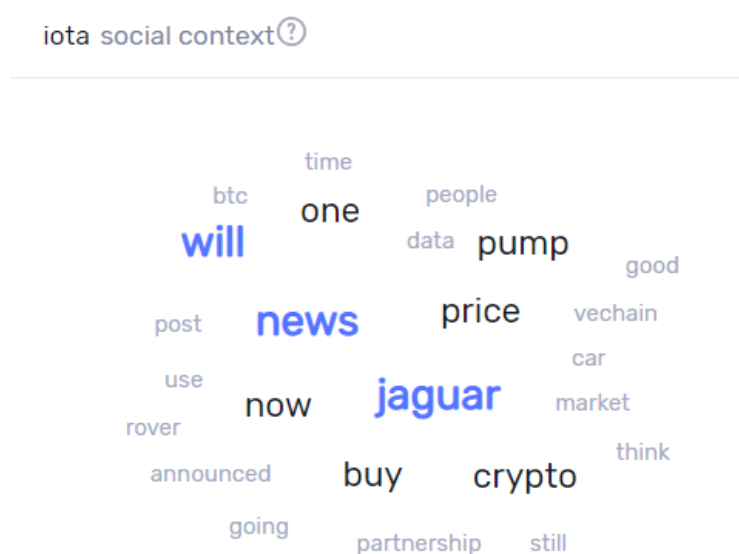 iota social context ?
time
btc
people
one
will
data
pump
good
price
vechain
post
news
car
use
jaguar
market
now
rover
think
announced
buy
crypto
going
partnership
still